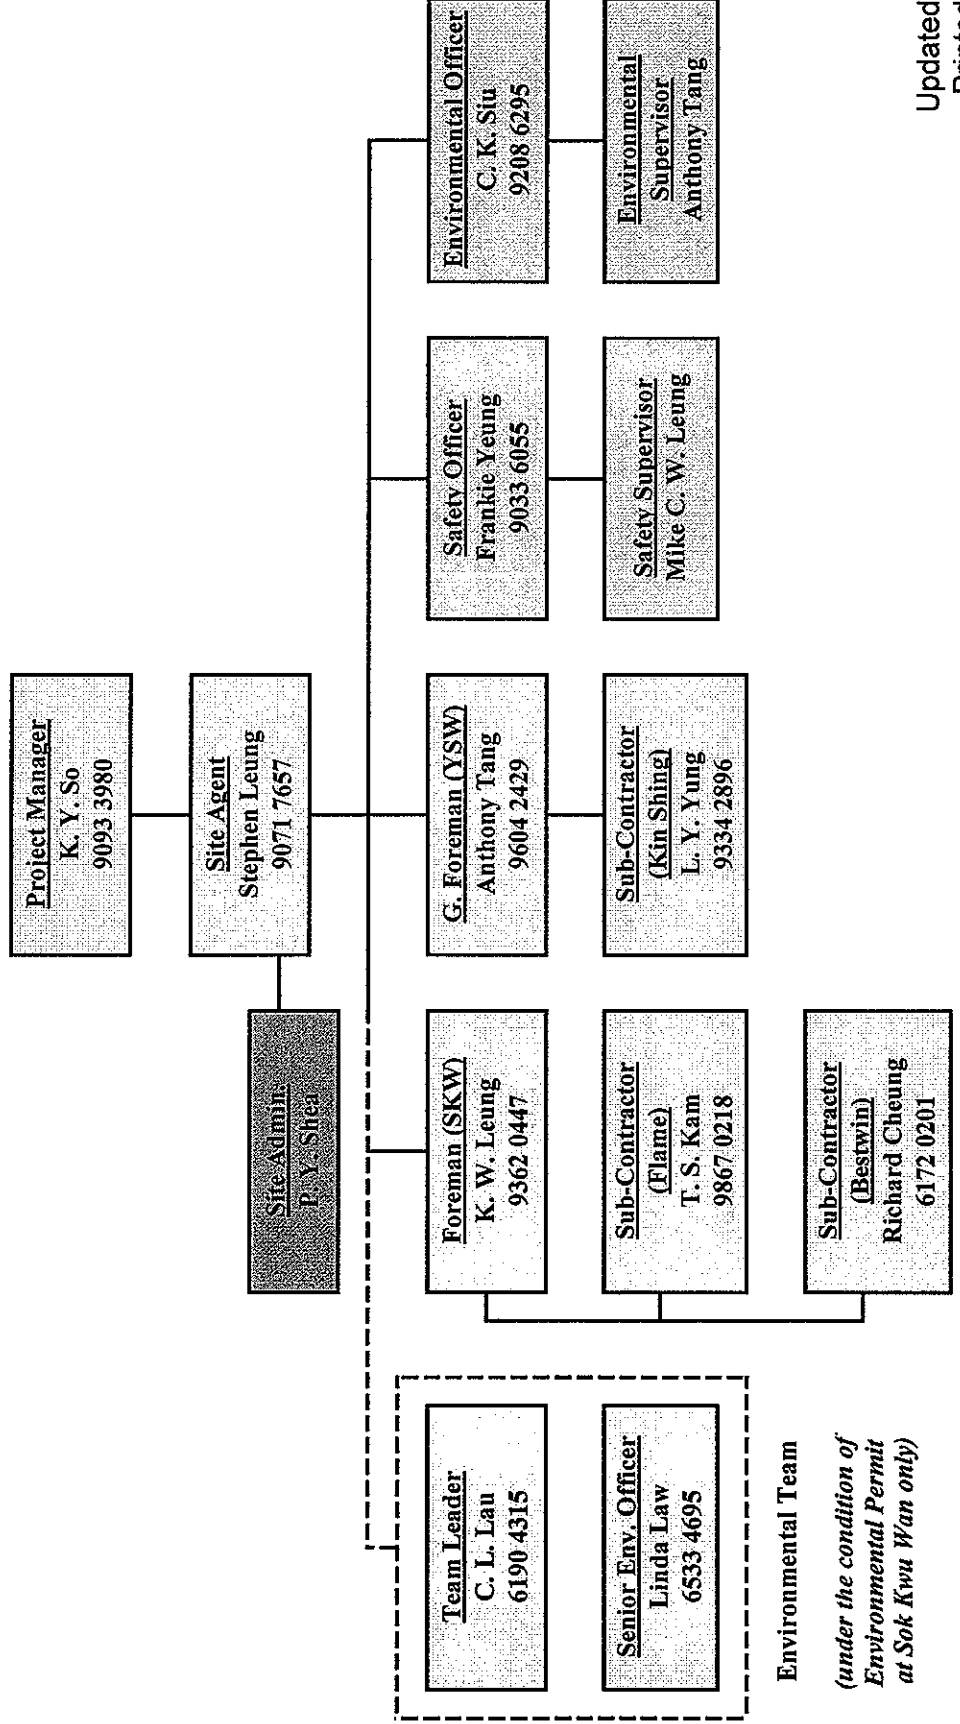 Project Manager
K. Y. So
9093 3980
Site Agent
Stephen Leung
9071 7657
Site Admin.
P. Y. Shea
Team Leader
C. L. Lau
6190 4315
Senior Env. Officer
Linda Law
6533 4695
Environmental Team
(under the condition of
Environmental Permit
at Sok Kwu Wan only)
Foreman (SKW)
K. W. Leung
9362 0447
Sub-Contractor
(Flame)
T. S. Kam
9867 0218
Sub-Contractor
(Bestwin)
Richard Cheung
6172 0201
G. Foreman (YSW)
Anthony Tang
9604 2429
Sub-Contractor
(Kin Shing)
L. Y. Yung
9334 2896
Safety Officer
Frankie Yeung
9033 6055
Safety Supervisor
Mike C. W. Leung
Environmental Officer
C. K. Siu
9208 6295
Environmental
Supervisor
Anthony Tang
Updated